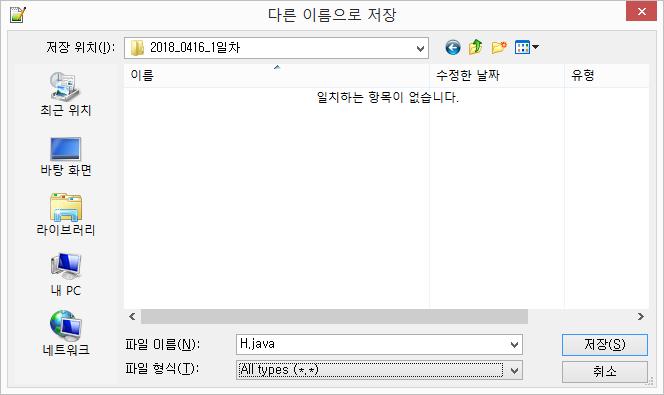 다른 이름으로 저장
저장 위치(I):
2018_0416_1일차
이름
수정한 날짜
유형
일치하는 항목이 없습니다.
최근 위치
바탕 화면
라이브러리
내 PC
네트워크
파일 이름(N):
H.java
저장(S)
파일 형식(T):
All types (*.*)
취소